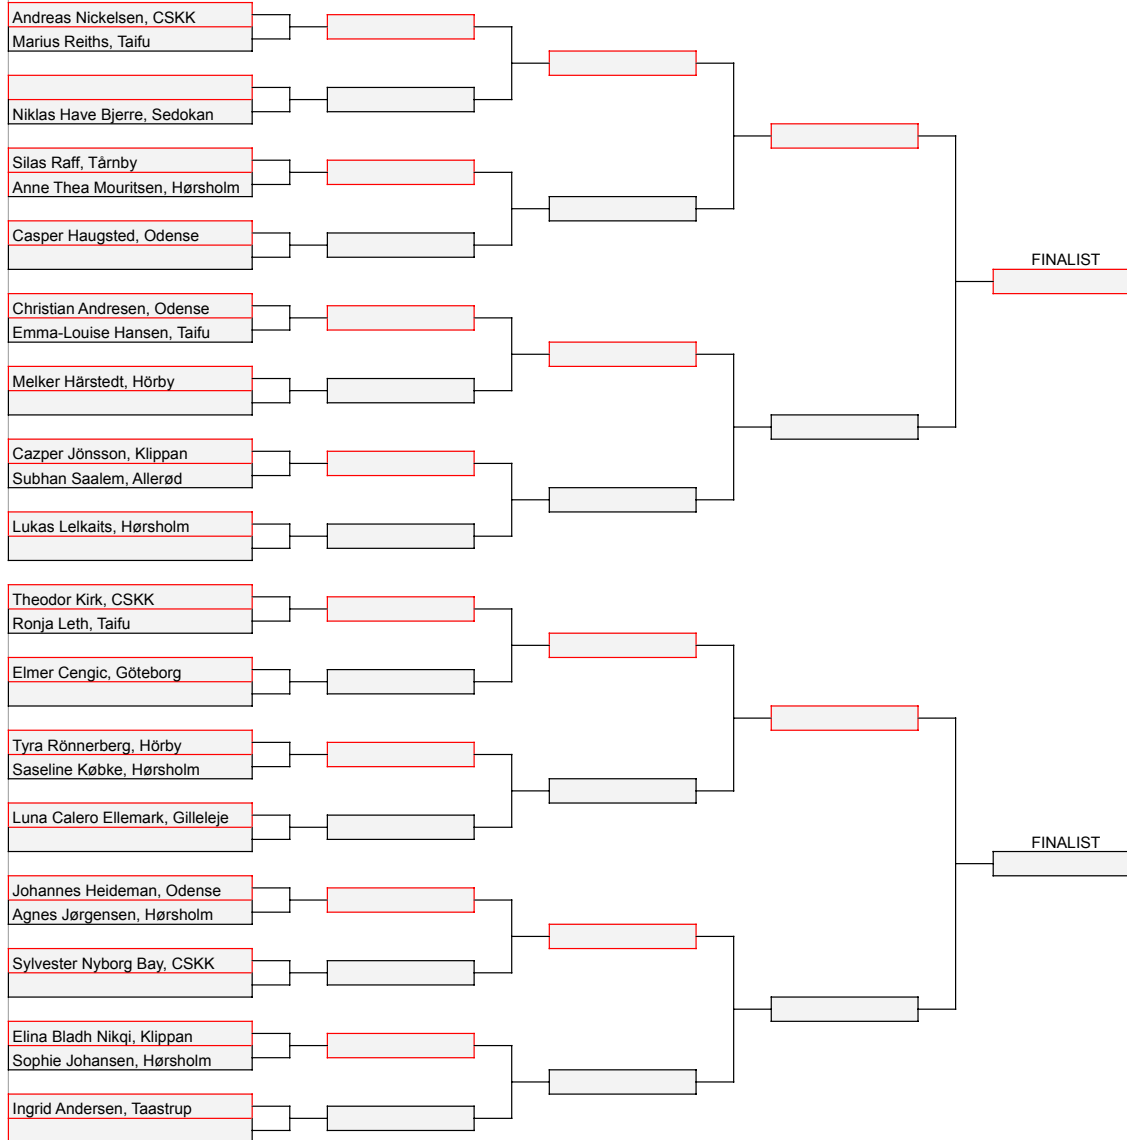 Andreas Nickelsen, CSKK
Marius Reiths, Taifu
Niklas Have Bjerre, Sedokan
Silas Raff, Tårnby
Anne Thea Mouritsen, Hørsholm
Casper Haugsted, Odense
FINALIST
Christian Andresen, Odense
Emma-Louise Hansen, Taifu
Melker Härstedt, Hörby
Cazper Jönsson, Klippan
Subhan Saalem, Allerød
Lukas Lelkaits, Hørsholm
Theodor Kirk, CSKK
Ronja Leth, Taifu
Elmer Cengic, Göteborg
Tyra Rönnerberg, Hörby
Saseline Købke, Hørsholm
Luna Calero Ellemark, Gilleleje
FINALIST
Johannes Heideman, Odense
Agnes Jørgensen, Hørsholm
Sylvester Nyborg Bay, CSKK
Elina Bladh Nikqi, Klippan
Sophie Johansen, Hørsholm
Ingrid Andersen, Taastrup